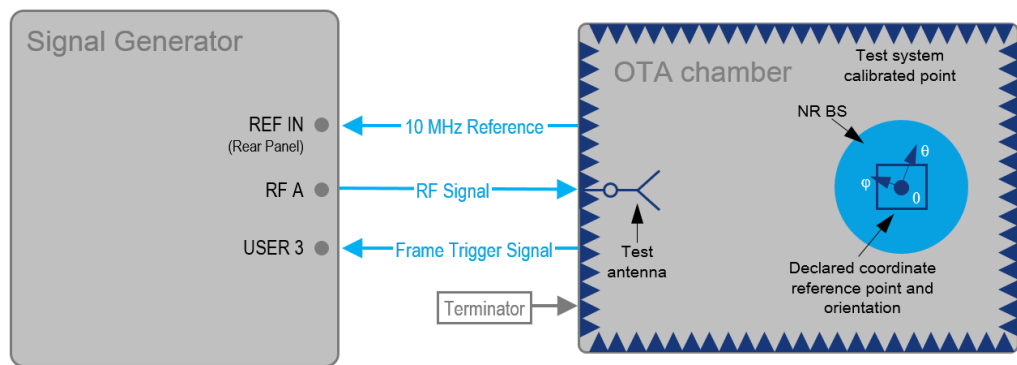 Signal Generator
REF IN
(Rear Panel)
RF A
USER 3
10 MHz Reference
RF Signal
Frame Trigger Signal
Terminator
OTA chamber
Test system
calibrated point
NR BS
θ
φ
0
Test
antenna
Declared coordinate
reference point and
orientation